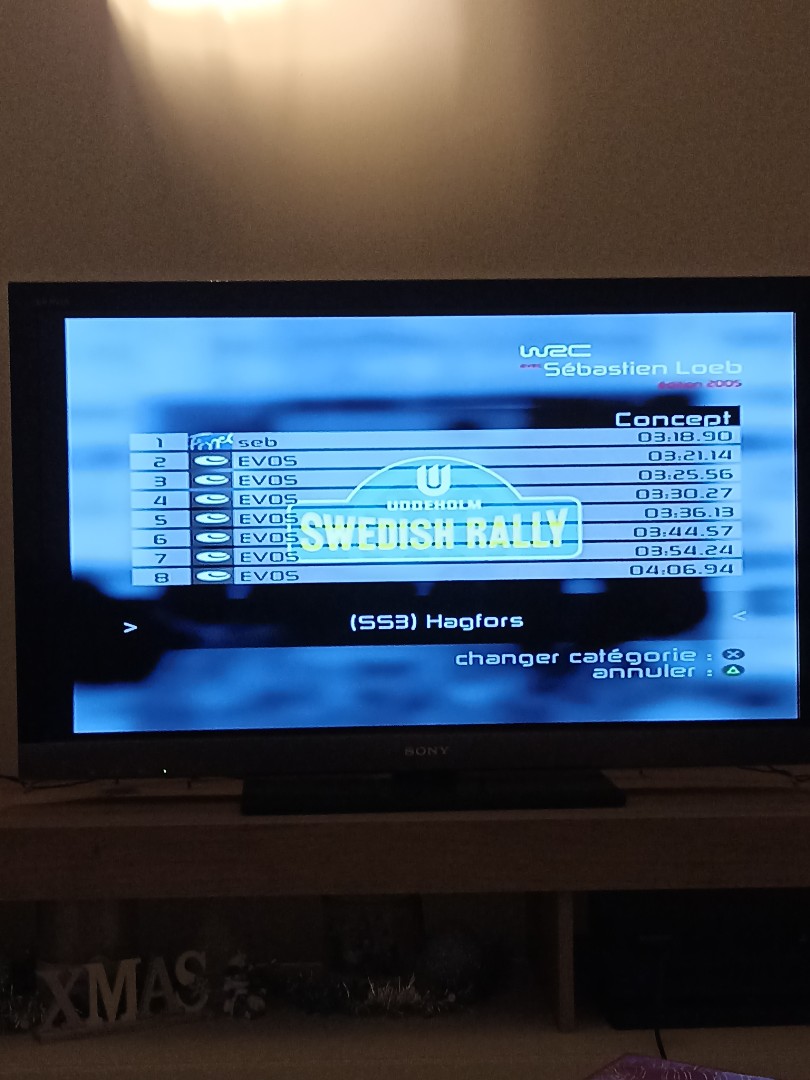 WRC
avec Sébastien Loeb
édition 2005
Concept
1 seb 03:18.90
2 EVOS 03:21.14
3 EVOS 03:25.56
4 EVOS 03:30.27
5 EVOS 03:36.13
6 EVOS 03:44.57
7 EVOS 03:54.24
8 EVOS 04:06.94
U
UDDEHOLM
SWEDISH RALLY
> (SS3) Hagfors <
changer catégorie :
annuler :
SONY
XMAS